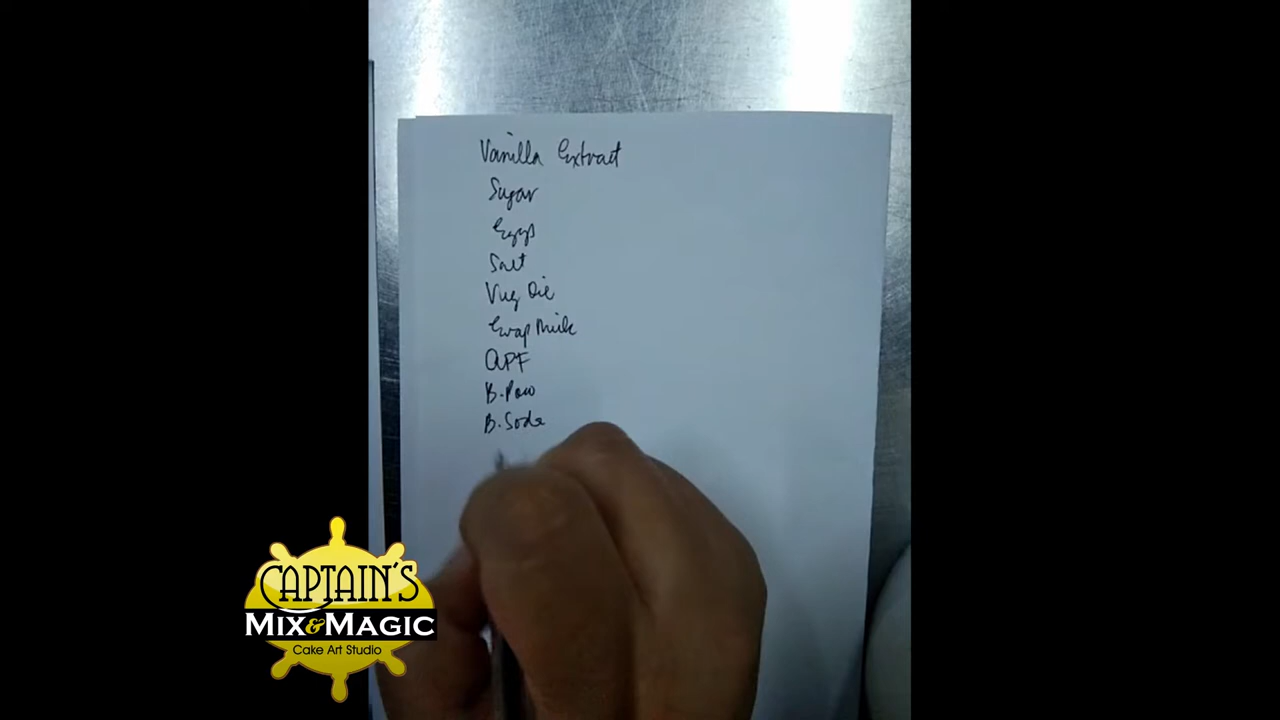 Vanilla Extract
Sugar
Eggs
Salt
Veg Oil
Evap Milk
APF
B. Pow
B. Soda
CAPTAIN'S
MIX & MAGIC
Cake Art Studio